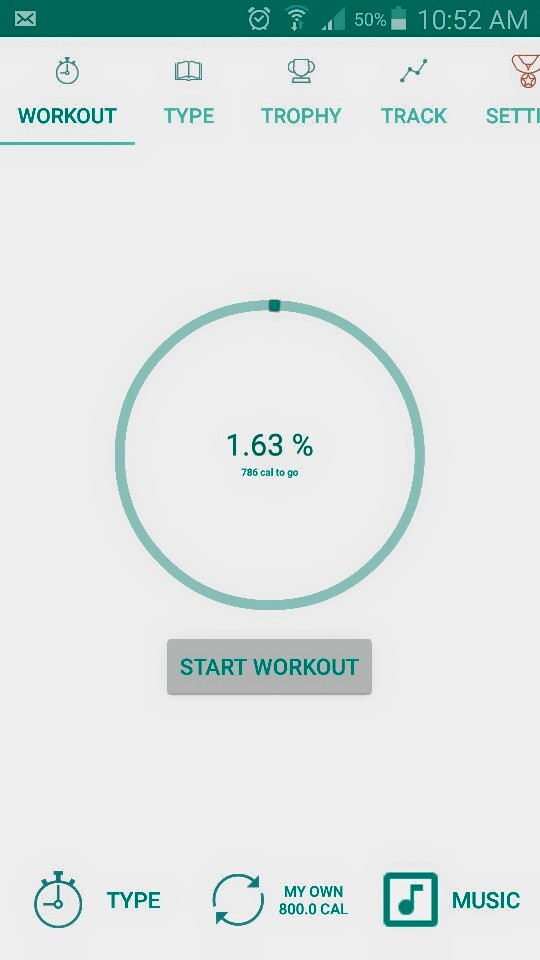 50% 10:52 AM
WORKOUT TYPE TROPHY TRACK SETTI
1.63 %
786 cal to go
START WORKOUT
TYPE
MY OWN
800.0 CAL
MUSIC